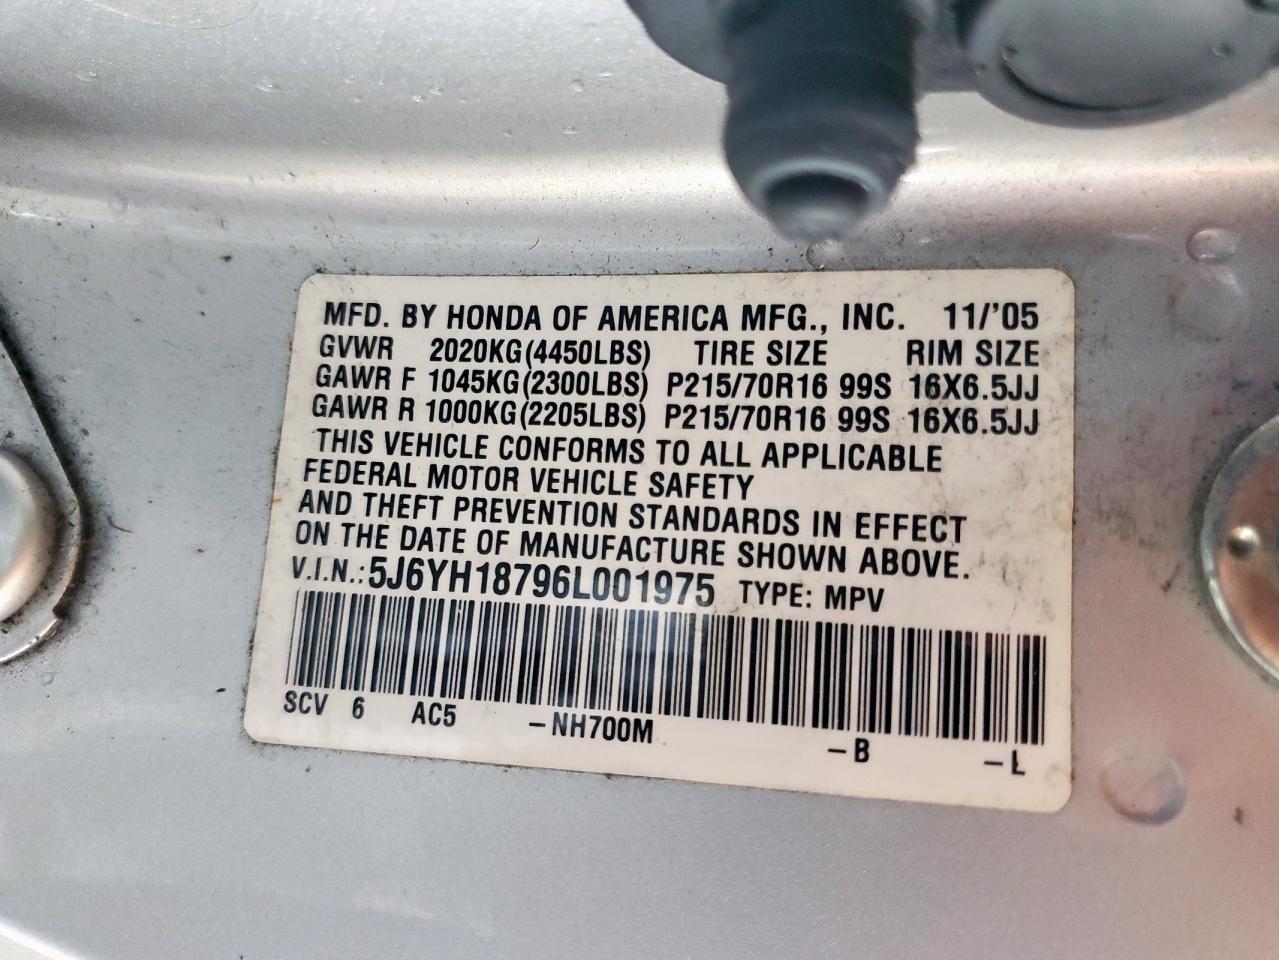 MFD. BY HONDA OF AMERICA MFG., INC. 11/'05
GVWR 2020KG(4450LBS) TIRE SIZE RIM SIZE
GAWR F 1045KG(2300LBS) P215/70R16 99S 16X6.5JJ
GAWR R 1000KG(2205LBS) P215/70R16 99S 16X6.5JJ
THIS VEHICLE CONFORMS TO ALL APPLICABLE
FEDERAL MOTOR VEHICLE SAFETY
AND THEFT PREVENTION STANDARDS IN EFFECT
ON THE DATE OF MANUFACTURE SHOWN ABOVE.
V.I.N.: 5J6YH18796L001975 TYPE: MPV
SCV 6 AC5 -NH700M -B -L